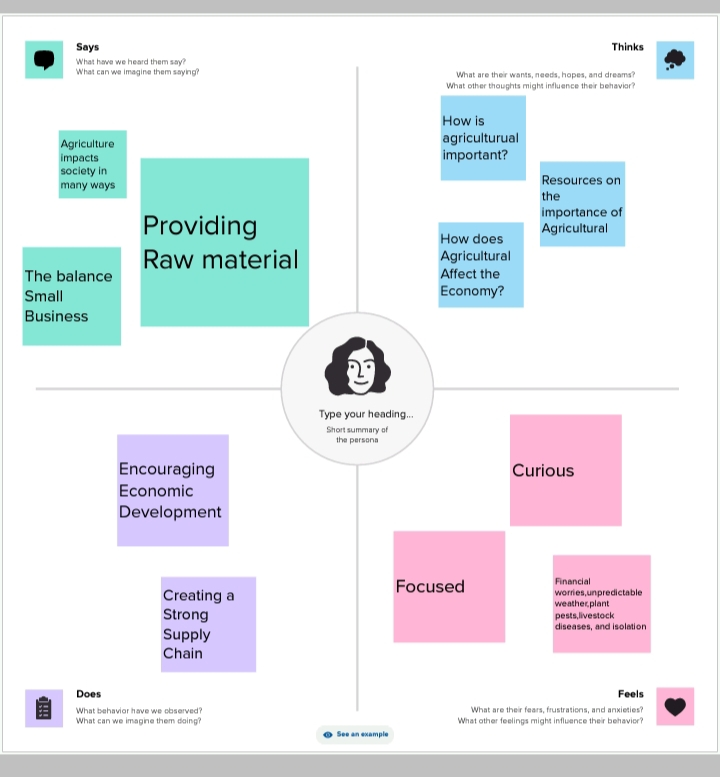 Says
What have we heard them say?
What can we imagine them saying?
Thinks
What are their wants, needs, hopes, and dreams?
What other thoughts might influence their behavior?
Agriculture
impacts
society in
many ways
Providing
Raw material
The balance
Small
Business
How is
agriculturual
important?
Resources on
the
importance of
Agricultural
How does
Agricultural
Affect the
Economy?
Type your heading...
Short summary of
the persona
Encouraging
Economic
Development
Creating a
Strong
Supply
Chain
Curious
Focused
Financial
worries,unpredictable
weather,plant
pests,livestock
diseases, and isolation
Does
What behavior have we observed?
What can we imagine them doing?
Feels
What are their fears, frustrations, and anxieties?
What other feelings might influence their behavior?
See an example